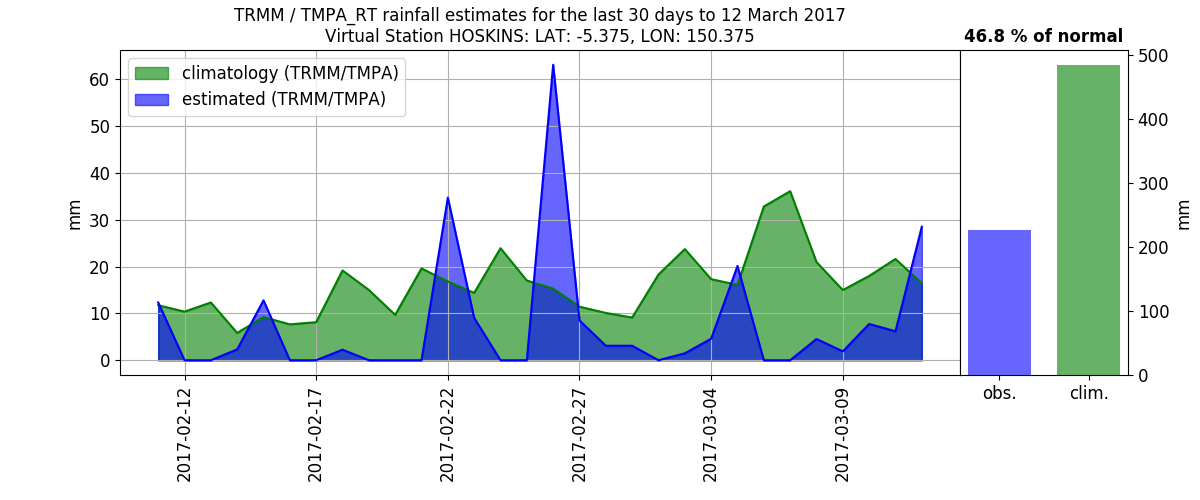 TRMM / TMPA_RT rainfall estimates for the last 30 days to 12 March 2017
Virtual Station HOSKINS: LAT: -5.375, LON: 150.375
46.8 % of normal
climatology (TRMM/TMPA)
estimated (TRMM/TMPA)
mm
60
50
40
30
20
10
0
2017-02-12
2017-02-17
2017-02-22
2017-02-27
2017-03-04
2017-03-09
500
400
300
200
100
0
mm
obs.
clim.